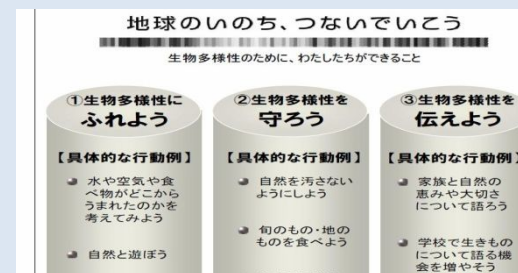 地球のいのち、つないでいこう
生物多様性のために、わたしたちができること
①生物多様性に
ふれよう
【具体的な行動例】
水や空気や食
べ物がどこから
うまれたのかを
考えてみよう
自然と遊ぼう
②生物多様性を
守ろう
【具体的な行動例】
自然を汚さない
ようにしよう
旬のもの・地の
ものを食べよう
③生物多様性を
伝えよう
【具体的な行動例】
家族と自然の
恵みや大切さ
について語ろう
学校で生きもの
について語る機
会を増やそう